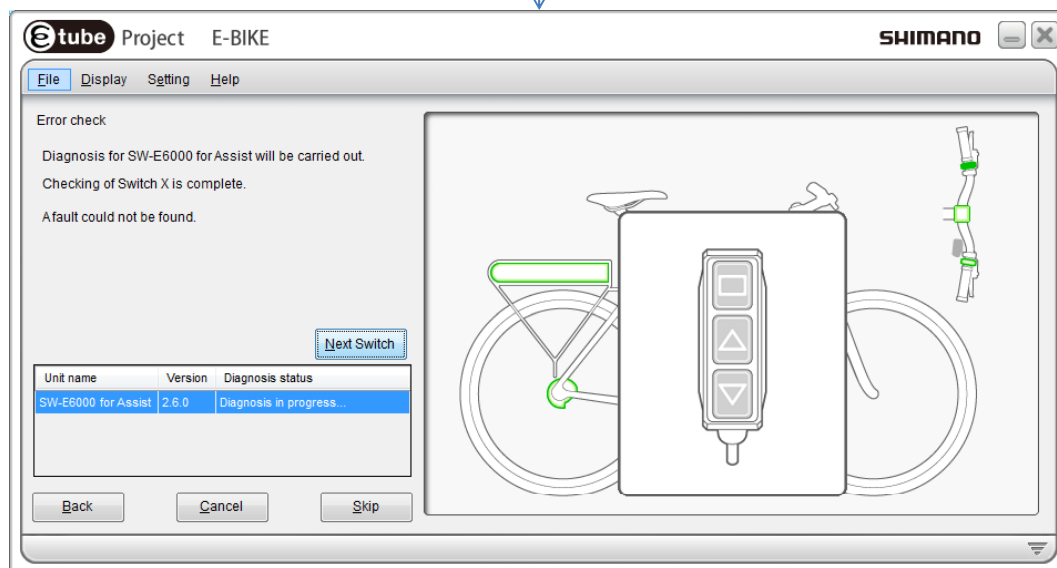 etube Project E-BIKE SHIMANO
File Display Setting Help
Error check
Diagnosis for SW-E6000 for Assist will be carried out.
Checking of Switch X is complete.
A fault could not be found.
Next Switch
Unit name Version Diagnosis status
SW-E6000 for Assist 2.6.0 Diagnosis in progress...
Back Cancel Skip